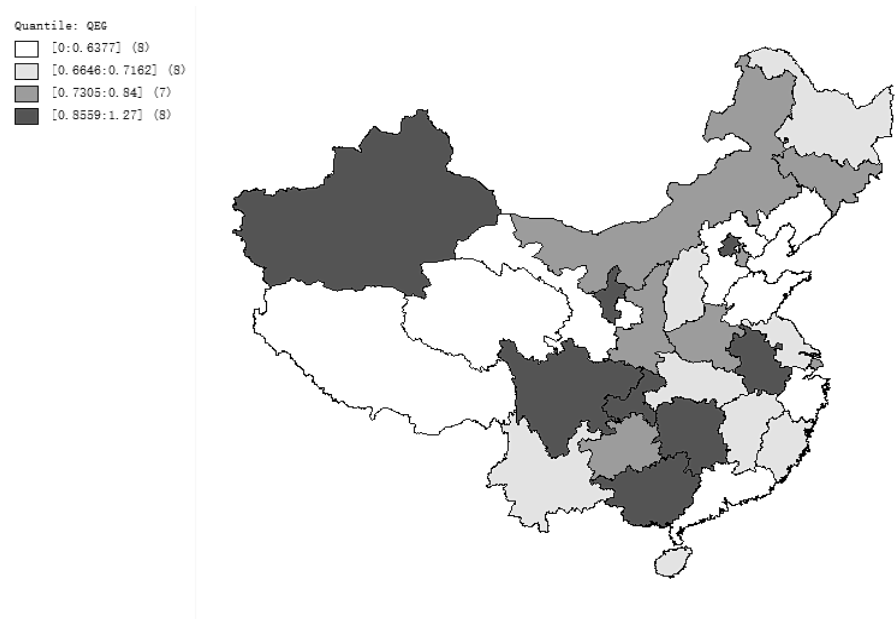 Quantile: QEG
[0:0.6377] (8)
[0.6646:0.7162] (8)
[0.7305:0.84] (7)
[0.8559:1.27] (8)